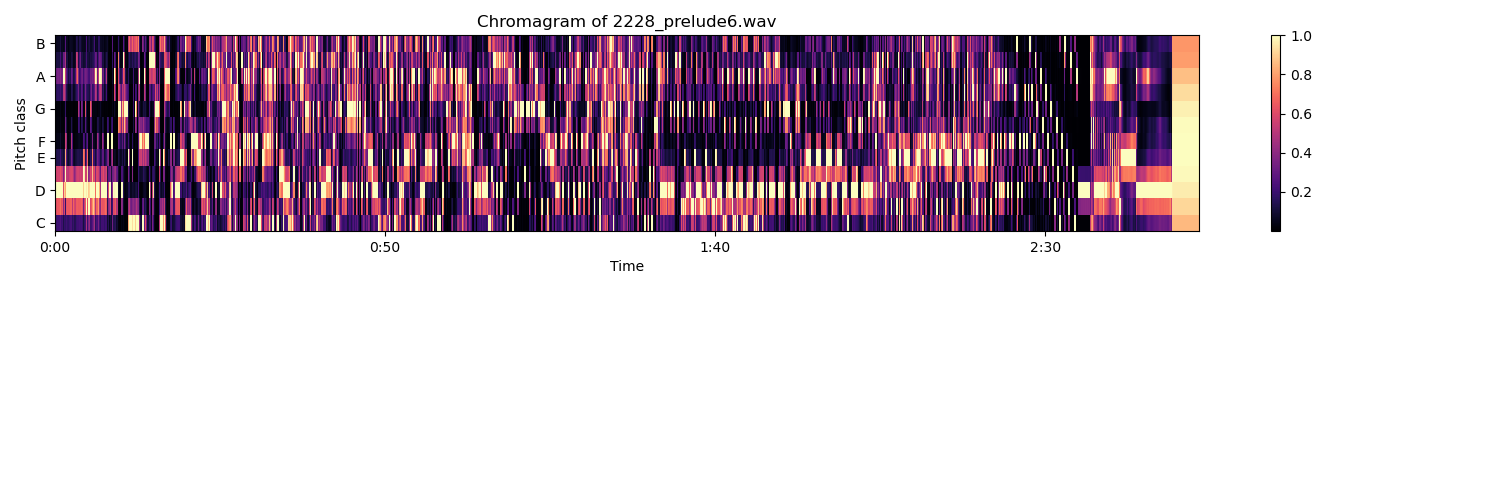 Chromagram of 2228_prelude6.wav
Pitch class
B
A
G
F
E
D
C
0:00
0:50
1:40
2:30
Time
1.0
0.8
0.6
0.4
0.2